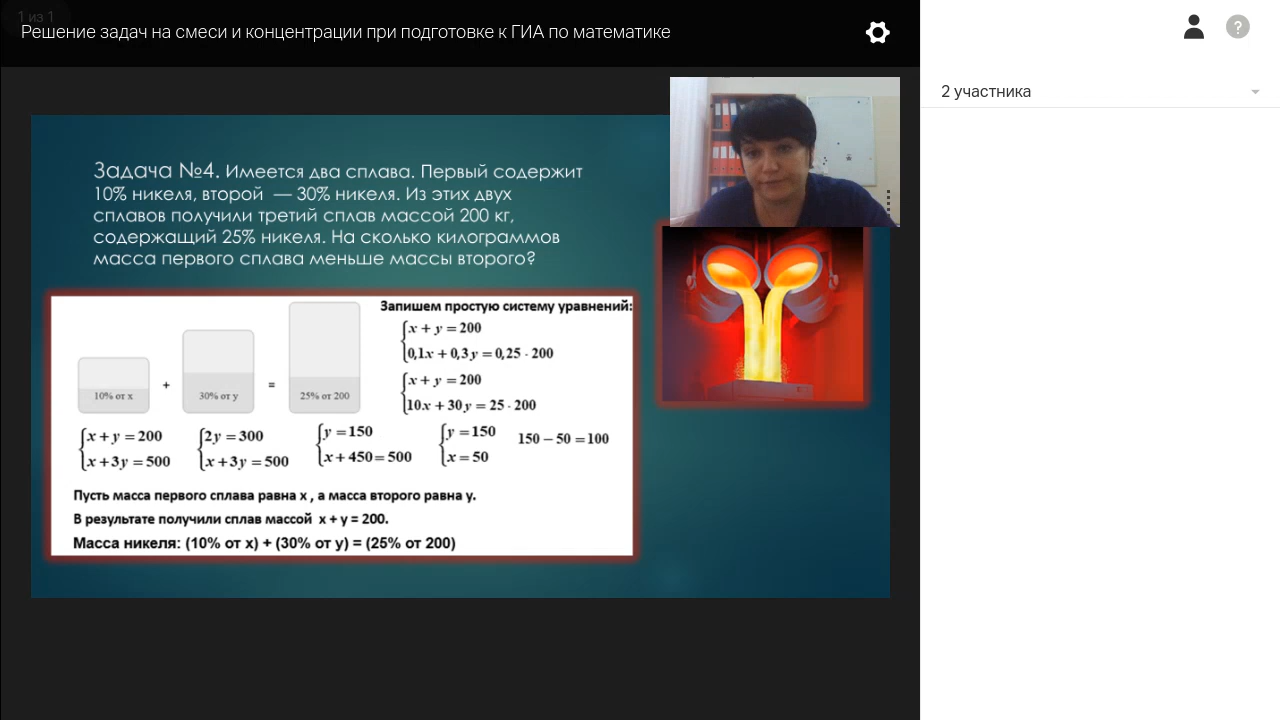 1 из 1
Решение задач на смеси и концентрации при подготовке к ГИА по математике
2 участника
Задача №4. Имеется два сплава. Первый содержит
10% никеля, второй — 30% никеля. Из этих двух
сплавов получили третий сплав массой 200 кг,
содержащий 25% никеля. На сколько килограммов
масса первого сплава меньше массы второго?
Запишем простую систему уравнений:
x + y = 200
0,1x + 0,3y = 0,25 · 200
x + y = 200
10x + 30y = 25 · 200
10% от x + 30% от y = 25% от 200
x + y = 200
x + 3y = 500
2y = 300
x + 3y = 500
y = 150
x + 450 = 500
y = 150
x = 50
150 – 50 = 100
Пусть масса первого сплава равна x , а масса второго равна y.
В результате получили сплав массой x + y = 200.
Масса никеля: (10% от x) + (30% от y) = (25% от 200)